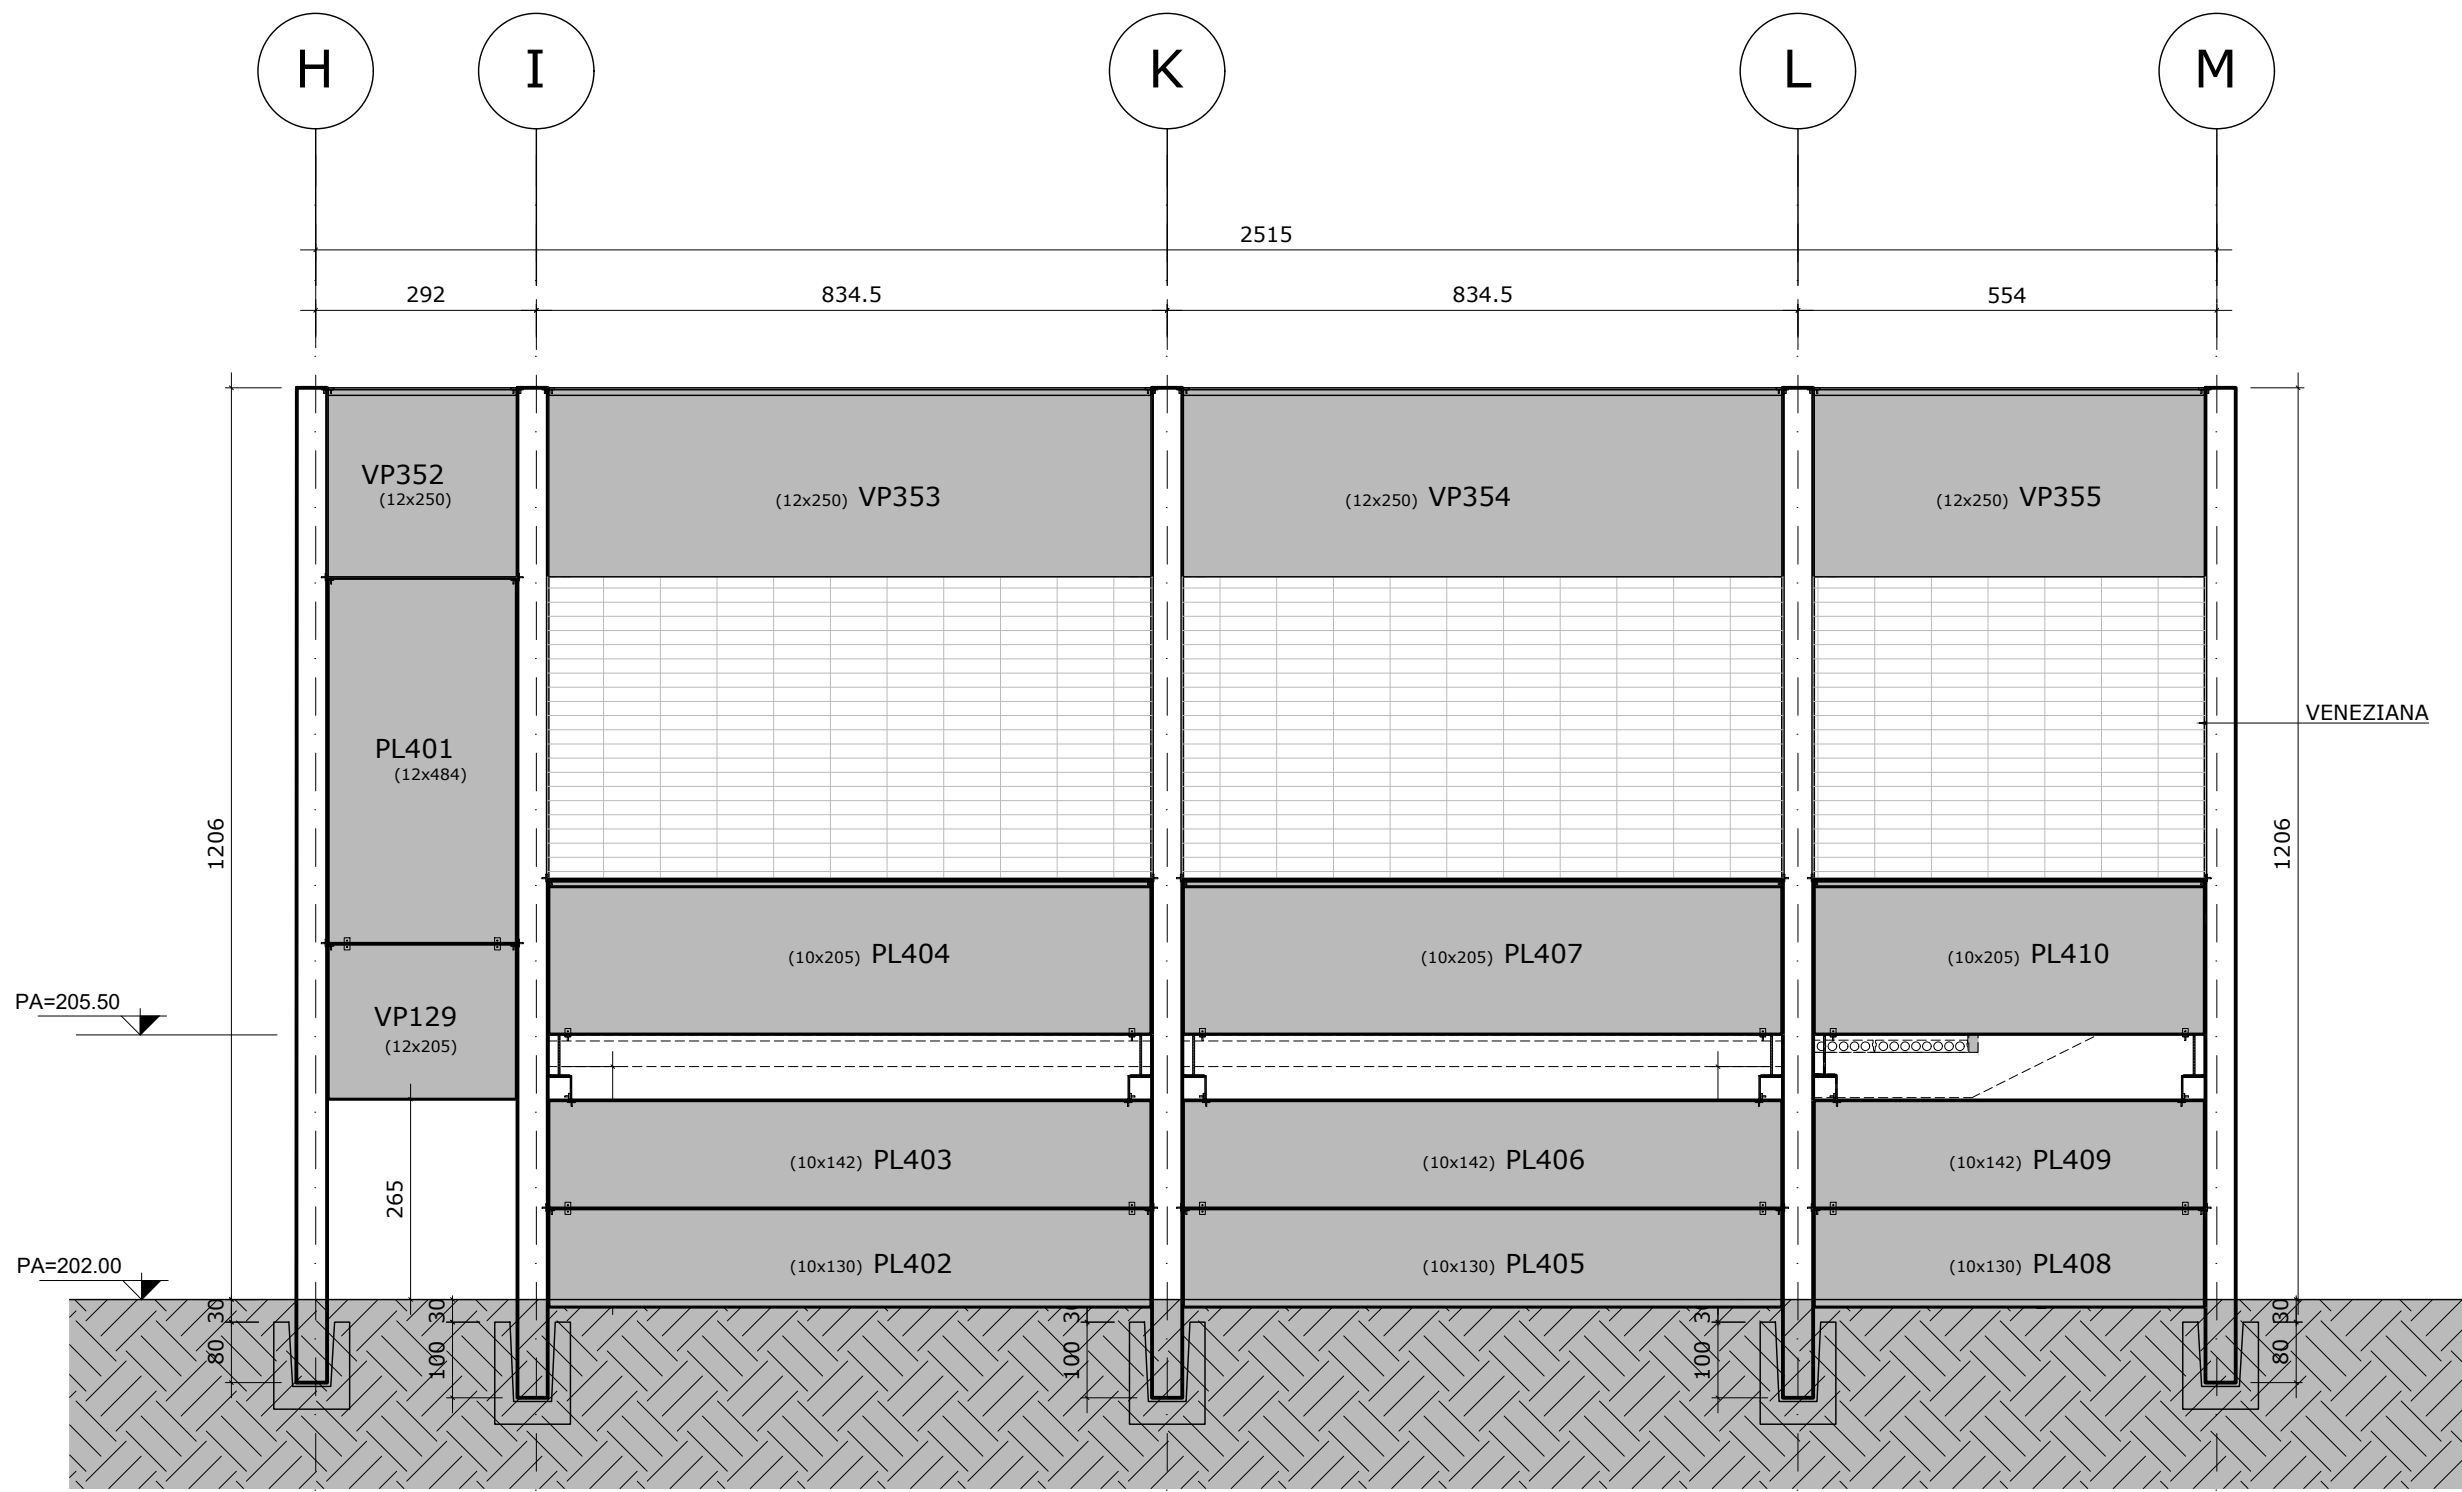 H I K L M
2515
292 834.5 834.5 554
VP352
(12x250)
(12x250) VP353
(12x250) VP354
(12x250) VP355
VENEZIANA
PL401
(12x484)
1206
1206
(10x205) PL404
(10x205) PL407
(10x205) PL410
PA=205.50
VP129
(12x205)
(10x142) PL403
(10x142) PL406
(10x142) PL409
265
PA=202.00
(10x130) PL402
(10x130) PL405
(10x130) PL408
30 30 30
80 100 100 100 80